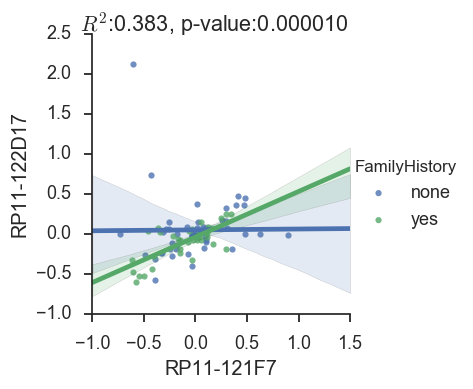 R²:0.383, p-value:0.000010
2.5
2.0
1.5
1.0
0.5
0.0
−0.5
−1.0
RP11-122D17
−1.0 −0.5 0.0 0.5 1.0 1.5
RP11-121F7
FamilyHistory
none
yes